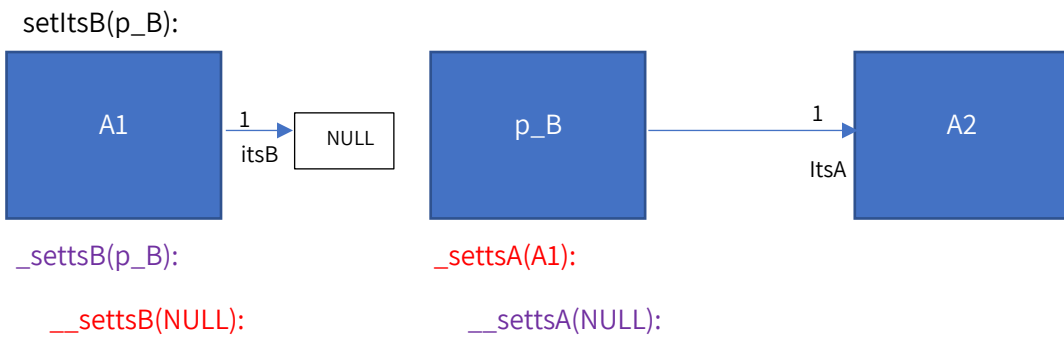 setItsB(p_B):
A1
1
itsB
NULL
p_B
1
ItsA
A2
_settsB(p_B):
_settsA(A1):
__settsB(NULL):
__settsA(NULL):